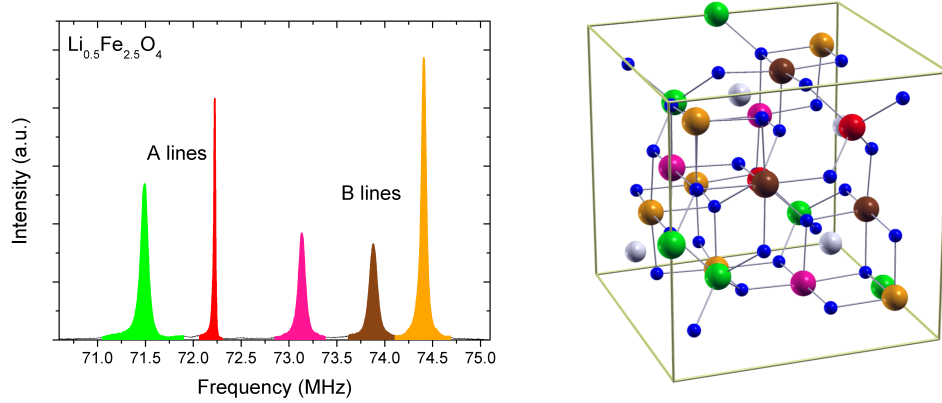 Li₀.₅Fe₂.₅O₄
A lines
B lines
Intensity (a.u.)
71.0 71.5 72.0 72.5 73.0 73.5 74.0 74.5 75.0
Frequency (MHz)